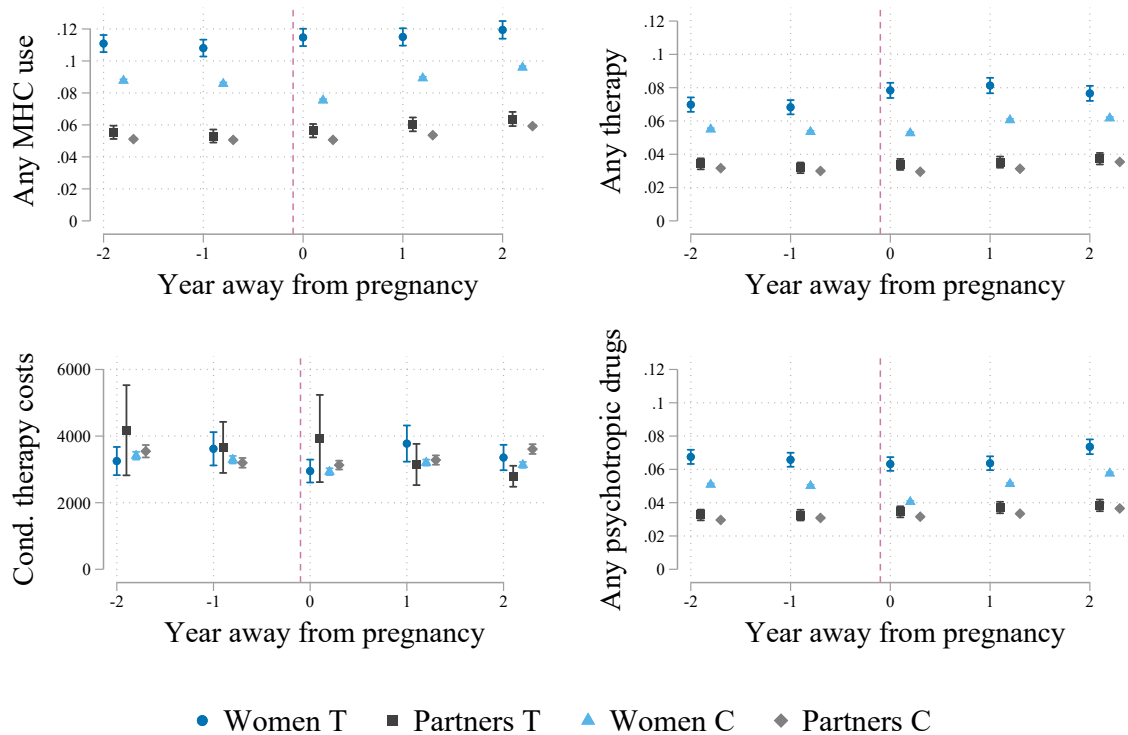 Any MHC use
.12
.1
.08
.06
.04
.02
0
-2 -1 0 1 2
Year away from pregnancy
Any therapy
.12
.1
.08
.06
.04
.02
0
-2 -1 0 1 2
Year away from pregnancy
Cond. therapy costs
6000
4000
2000
0
-2 -1 0 1 2
Year away from pregnancy
Any psychotropic drugs
.12
.1
.08
.06
.04
.02
0
-2 -1 0 1 2
Year away from pregnancy
Women T Partners T Women C Partners C